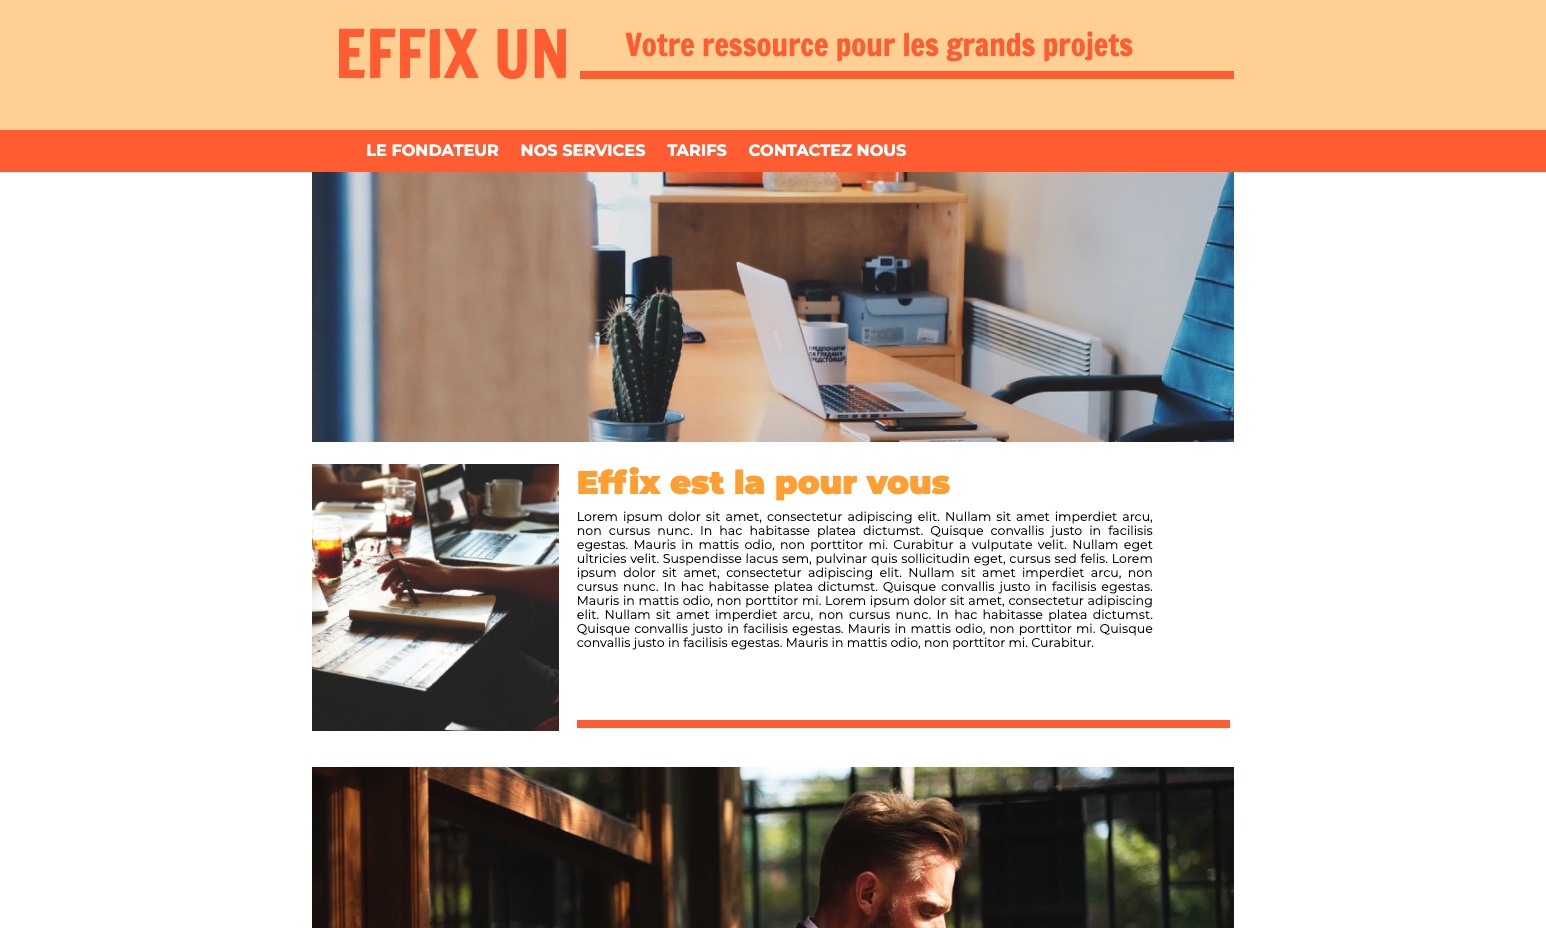 EFFIX UN
Votre ressource pour les grands projets
LE FONDATEUR NOS SERVICES TARIFS CONTACTEZ NOUS
Effix est la pour vous
Lorem ipsum dolor sit amet, consectetur adipiscing elit. Nullam sit amet imperdiet arcu,
non cursus nunc. In hac habitasse platea dictumst. Quisque convallis justo in facilisis
egestas. Mauris in mattis odio, non porttitor mi. Curabitur a vulputate velit. Nullam eget
ultricies velit. Suspendisse lacus sem, pulvinar quis sollicitudin eget, cursus sed felis. Lorem
ipsum dolor sit amet, consectetur adipiscing elit. Nullam sit amet imperdiet arcu, non
cursus nunc. In hac habitasse platea dictumst. Quisque convallis justo in facilisis egestas.
Mauris in mattis odio, non porttitor mi. Lorem ipsum dolor sit amet, consectetur adipiscing
elit. Nullam sit amet imperdiet arcu, non cursus nunc. In hac habitasse platea dictumst.
Quisque convallis justo in facilisis egestas. Mauris in mattis odio, non porttitor mi. Quisque
convallis justo in facilisis egestas. Mauris in mattis odio, non porttitor mi. Curabitur.